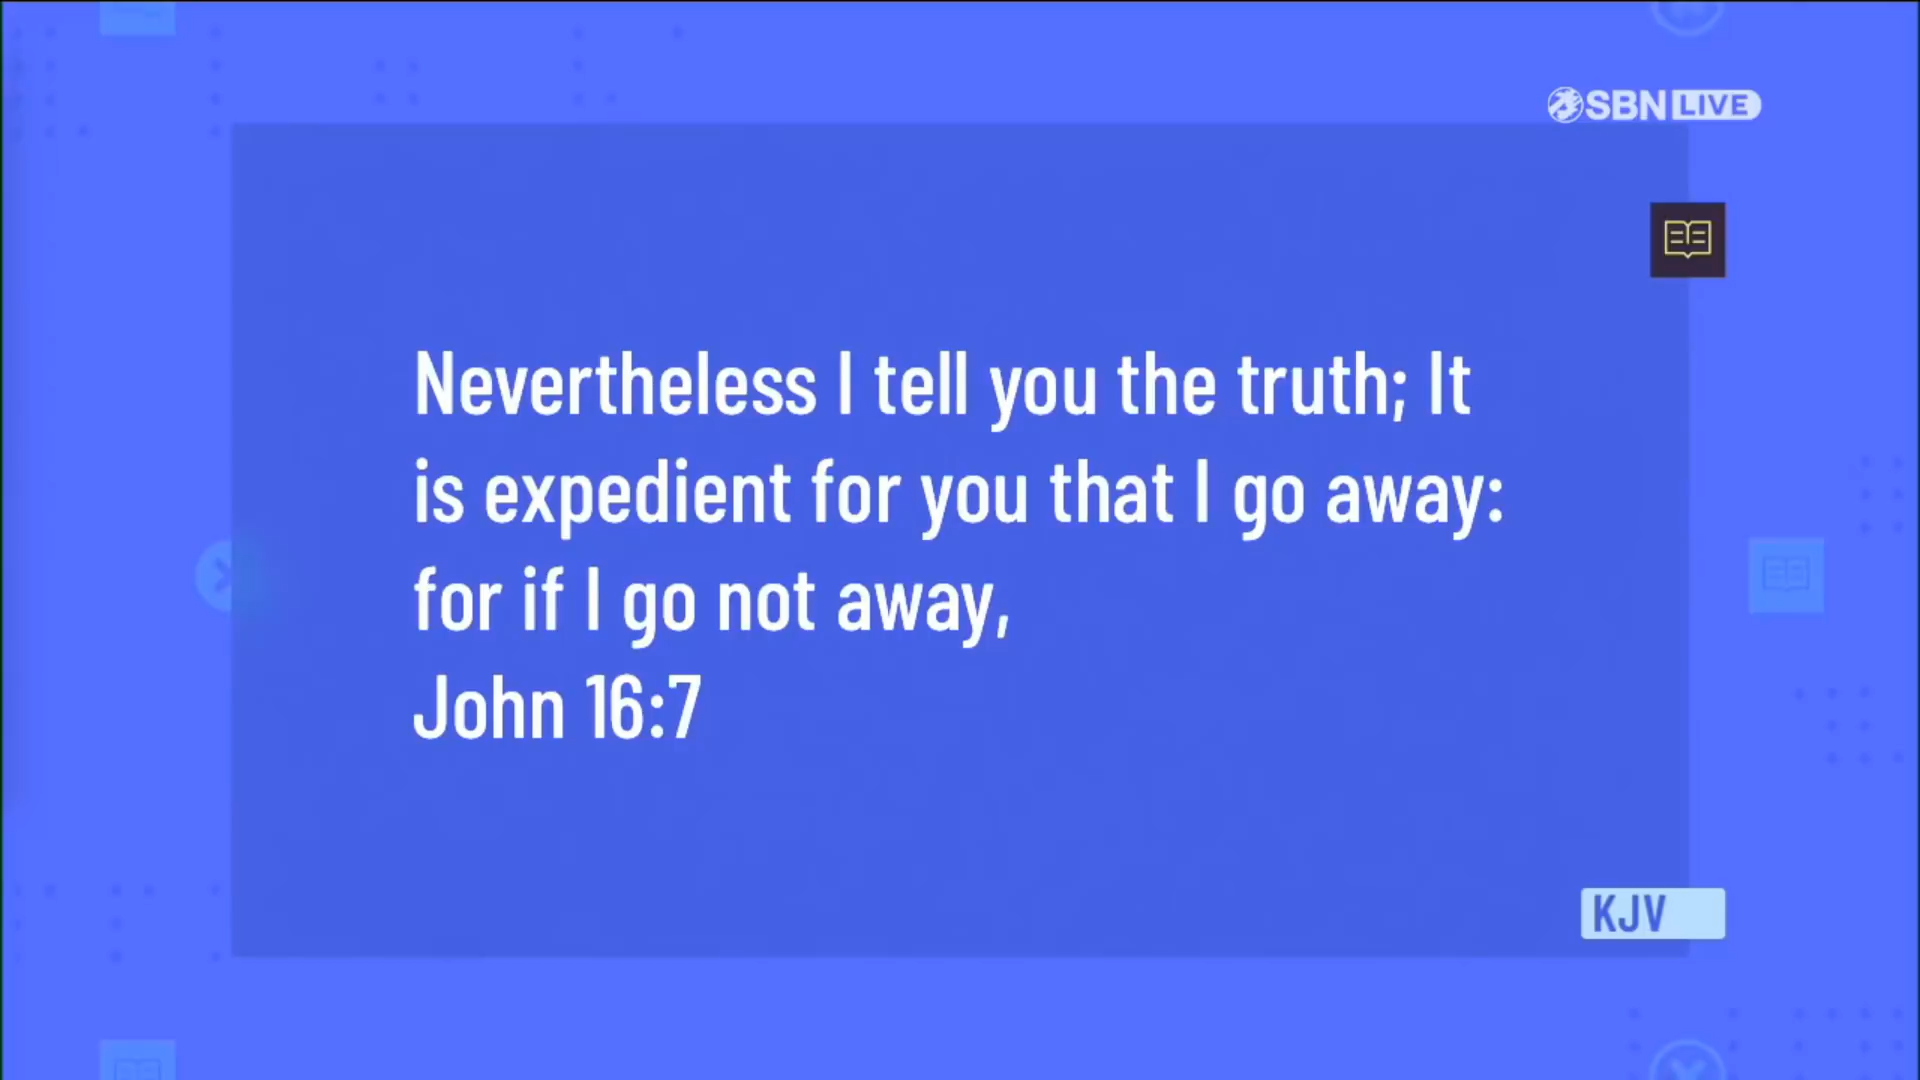 SBN LIVE
Nevertheless I tell you the truth; It
is expedient for you that I go away:
for if I go not away,
John 16:7
KJV